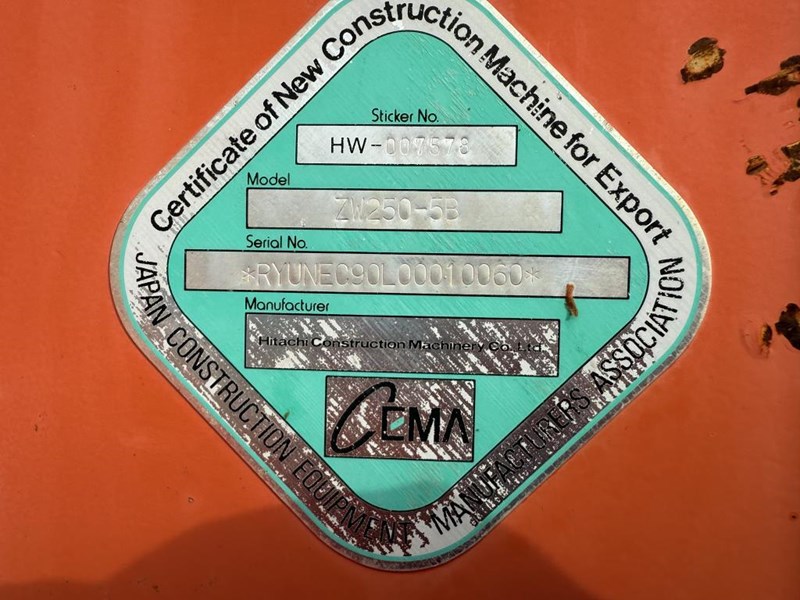 Certificate of New Construction Machine for Export
Sticker No.
HW-007578
Model
ZW250-5B
Serial No.
*RYUNEC90L00010060*
Manufacturer
Hitachi Construction Machinery Co., Ltd.
CEMA
JAPAN CONSTRUCTION EQUIPMENT MANUFACTURERS ASSOCIATION